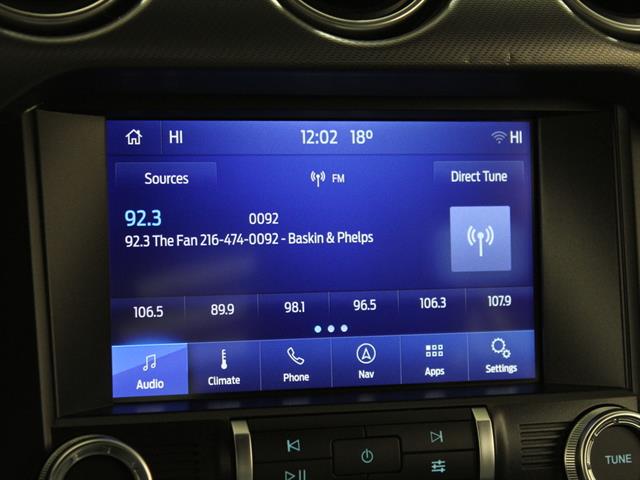 HI 12:02 18º HI
Sources FM Direct Tune
92.3 0092
92.3 The Fan 216-474-0092 - Baskin & Phelps
106.5 89.9 98.1 96.5 106.3 107.9
Audio Climate Phone Nav Apps Settings
TUNE